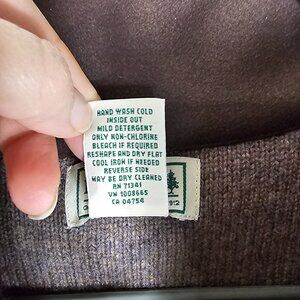 HAND WASH COLD
INSIDE OUT
MILD DETERGENT
ONLY NON-CHLORINE
BLEACH IF REQUIRED
RESHAPE AND DRY FLAT
COOL IRON IF NEEDED
REVERSE SIDE
MAY BE DRY CLEANED
RN 71341
VN 1008665
CA 04754